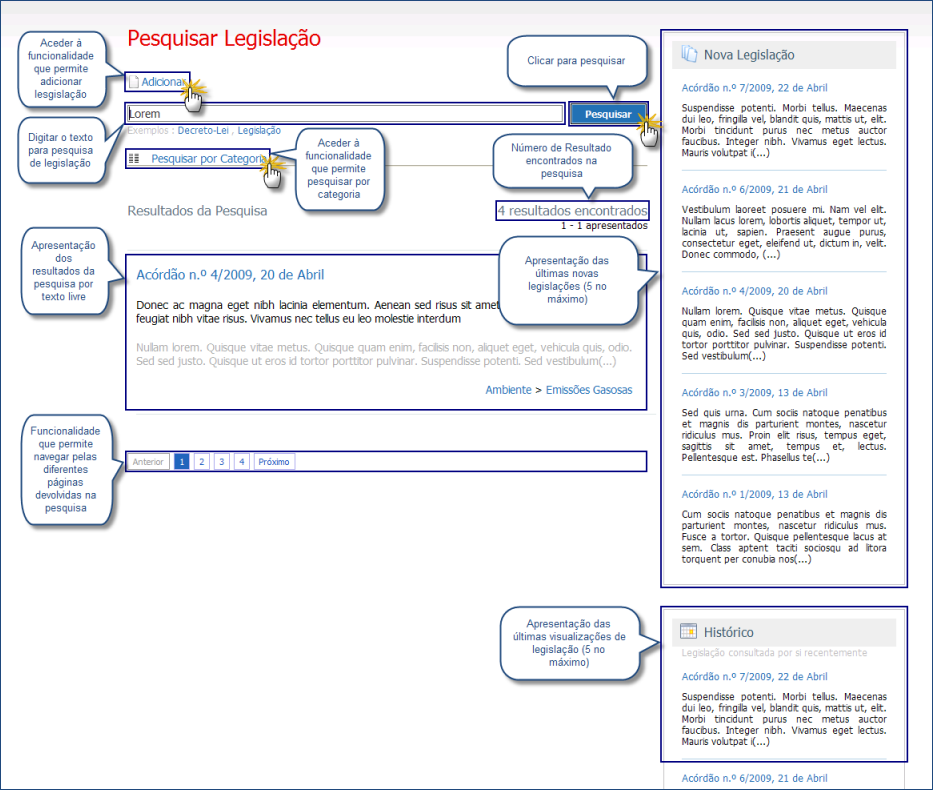 Pesquisar Legislação
Aceder à
funcionalidade
que permite
adicionar
lesgislação
Adicionar
Clicar para pesquisar
Lorem
Pesquisar
Exemplos : Decreto-Lei , Legislação
Digitar o texto
para pesquisa
de legislação
Pesquisar por Categoria
Aceder à
funcionalidade
que permite
pesquisar por
categoria
Número de Resultado
encontrados na
pesquisa
Resultados da Pesquisa
4 resultados encontrados
1 - 1 apresentados
Apresentação
dos
resultados da
pesquisa por
texto livre
Apresentação das
últimas novas
legislações (5 no
máximo)
Acórdão n.º 4/2009, 20 de Abril
Donec ac magna eget nibh lacinia elementum. Aenean sed risus sit amet
feugiat nibh vitae risus. Vivamus nec tellus eu leo molestie interdum
Nullam lorem. Quisque vitae metus. Quisque quam enim, facilisis non, aliquet eget, vehicula quis, odio.
Sed sed justo. Quisque ut eros id tortor porttitor pulvinar. Suspendisse potenti. Sed vestibulum(...)
Ambiente > Emissões Gasosas
Funcionalidade
que permite
navegar pelas
diferentes
páginas
devolvidas na
pesquisa
Anterior 1 2 3 4 Próximo
Nova Legislação
Acórdão n.º 7/2009, 22 de Abril
Suspendisse potenti. Morbi tellus. Maecenas
dui leo, fringilla vel, blandit quis, mattis ut, elit.
Morbi tincidunt purus nec metus auctor
faucibus. Integer nibh. Vivamus eget lectus.
Mauris volutpat i(...)
Acórdão n.º 6/2009, 21 de Abril
Vestibulum laoreet posuere mi. Nam vel elit.
Nullam lacus lorem, lobortis aliquet, tempor ut,
lacinia ut, sapien. Praesent augue purus,
consectetur eget, eleifend ut, dictum in, velit.
Donec commodo, (...)
Acórdão n.º 4/2009, 20 de Abril
Nullam lorem. Quisque vitae metus. Quisque
quam enim, facilisis non, aliquet eget, vehicula
quis, odio. Sed sed justo. Quisque ut eros id
tortor porttitor pulvinar. Suspendisse potenti.
Sed vestibulum(...)
Acórdão n.º 3/2009, 13 de Abril
Sed quis urna. Cum sociis natoque penatibus
et magnis dis parturient montes, nascetur
ridiculus mus. Proin elit risus, tempus eget,
sagittis sit amet, tempus et, lectus.
Pellentesque est. Phasellus te(...)
Acórdão n.º 1/2009, 13 de Abril
Cum sociis natoque penatibus et magnis dis
parturient montes, nascetur ridiculus mus.
Fusce a tortor. Quisque pellentesque lacus at
sem. Class aptent taciti sociosqu ad litora
torquent per conubia nos(...)
Apresentação das
últimas visualizações de
legislação (5 no
máximo)
Histórico
Legislação consultada por si recentemente
Acórdão n.º 7/2009, 22 de Abril
Suspendisse potenti. Morbi tellus. Maecenas
dui leo, fringilla vel, blandit quis, mattis ut, elit.
Morbi tincidunt purus nec metus auctor
faucibus. Integer nibh. Vivamus eget lectus.
Mauris volutpat i(...)
Acórdão n.º 6/2009, 21 de Abril